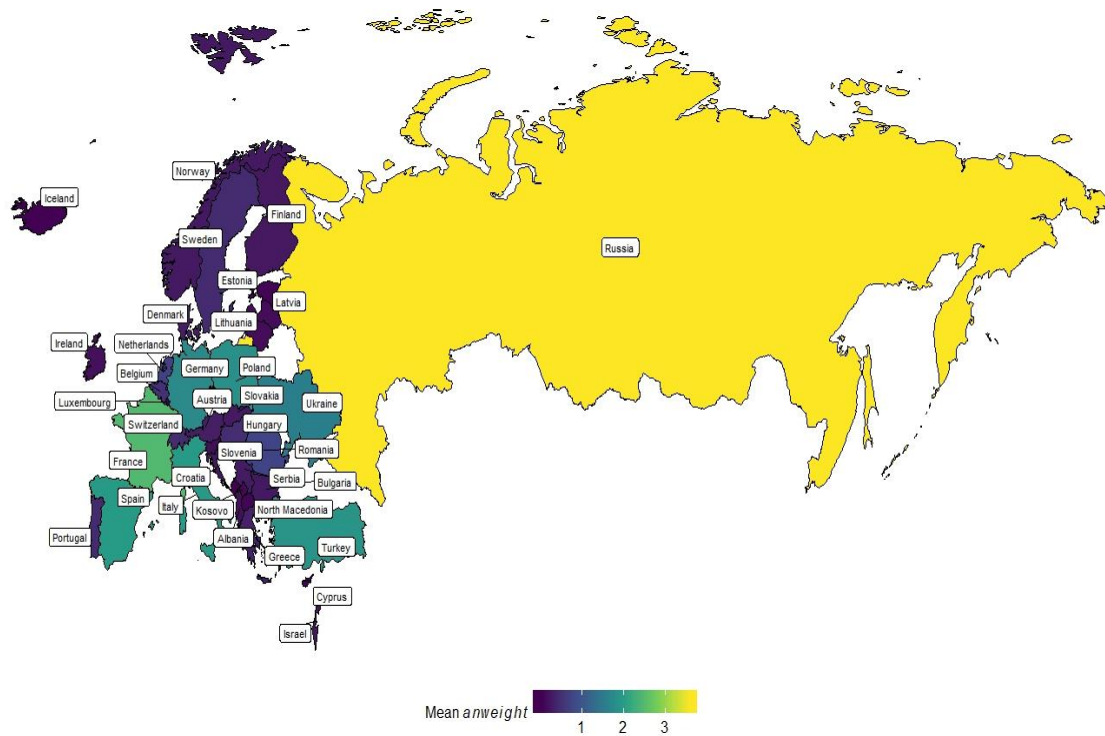 Norway
Iceland
Finland
Sweden
Russia
Estonia
Latvia
Denmark
Lithuania
Ireland
Netherlands
Belgium
Germany
Poland
Luxembourg
Austria
Slovakia
Ukraine
Switzerland
Hungary
France
Slovenia
Romania
Croatia
Serbia
Bulgaria
Spain
Italy
Kosovo
North Macedonia
Portugal
Albania
Greece
Turkey
Cyprus
Israel
Mean anweight
1 2 3